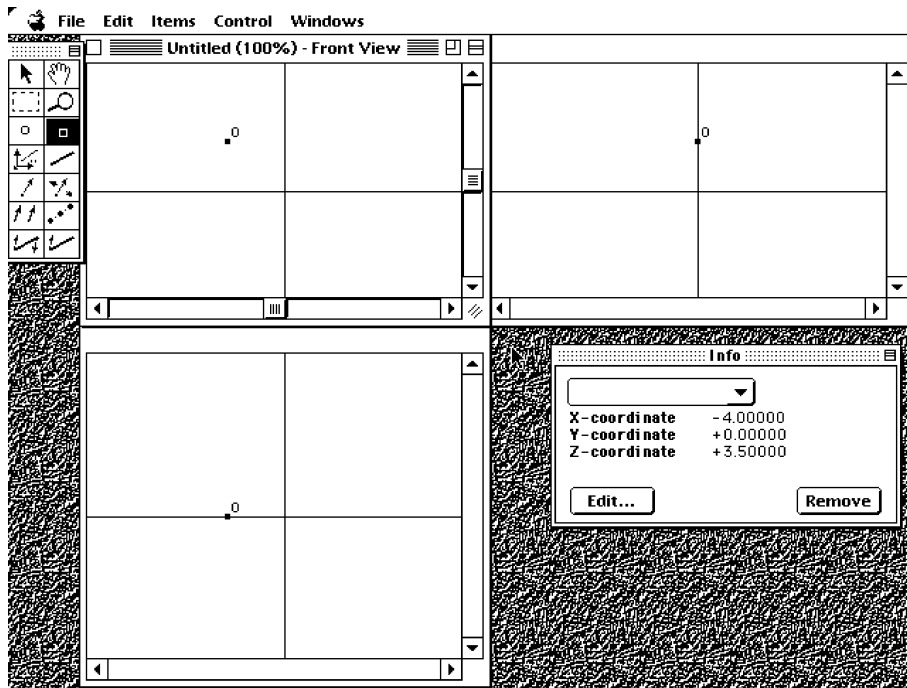 File Edit Items Control Windows
Untitled (100%) - Front View
0
0
0
Info
X-coordinate -4.00000
Y-coordinate +0.00000
Z-coordinate +3.50000
Edit... Remove